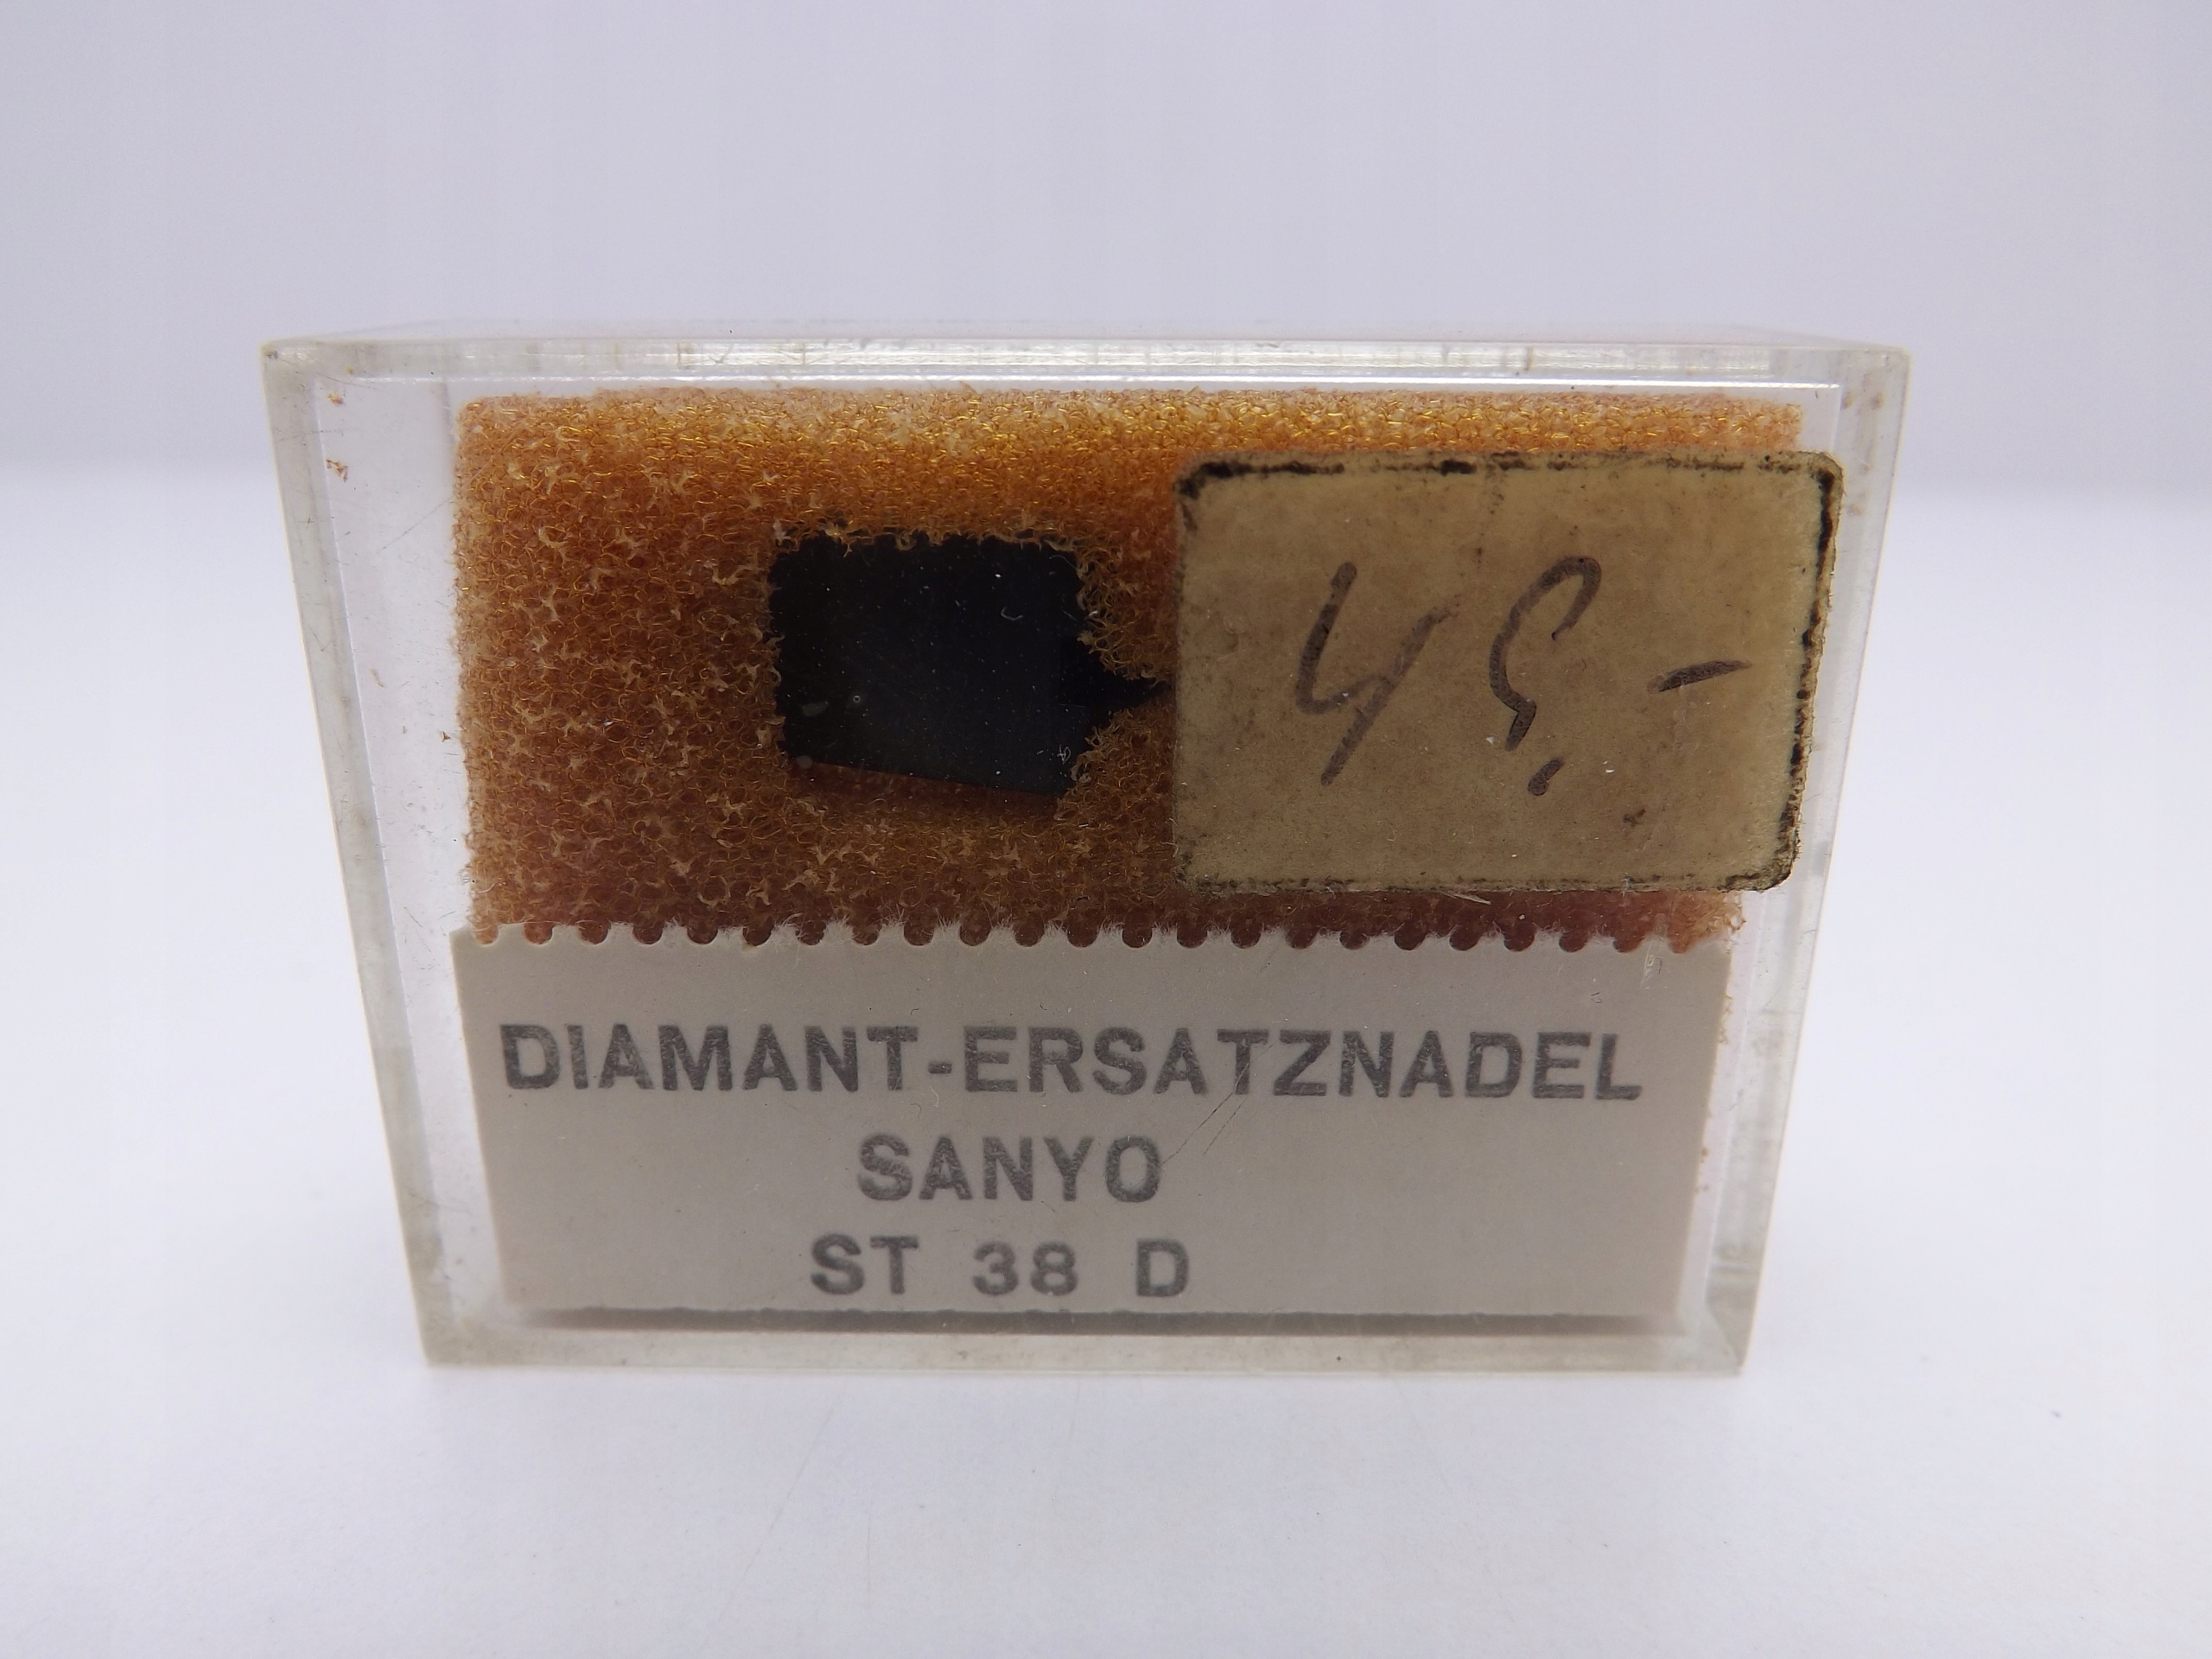 45,-
DIAMANT-ERSATZNADEL
SANYO
ST 38 D